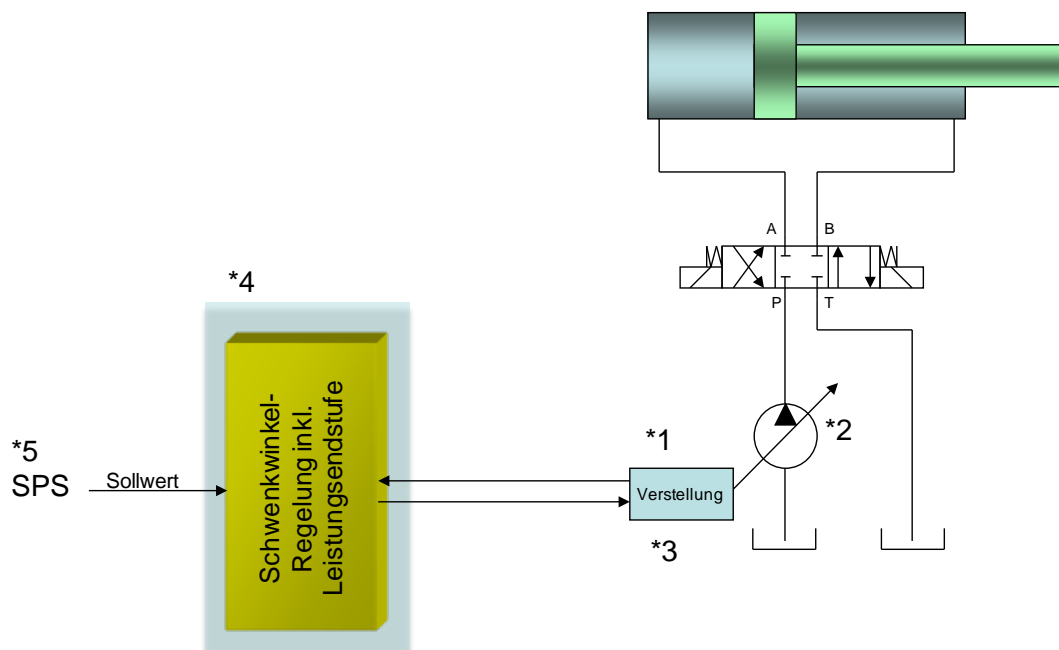 A B
P T
*4
Schwenkwinkel-
Regelung inkl.
Leistungsendstufe
*5
SPS
Sollwert
*1
*2
Verstellung
*3